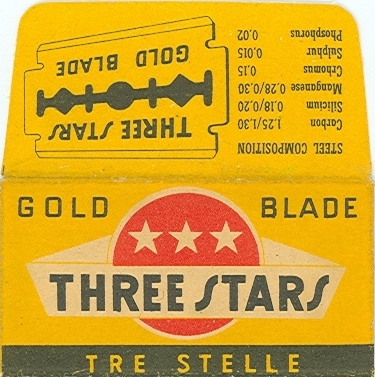 STEEL COMPOSITION
Carbon 1.25/1.30
Silicium 0.18/0.20
Manganese 0.28/0.30
Crhomus 0.15
Sulphur 0,015
Phosphorus 0.02
THREE STARS
GOLD BLADE
GOLD BLADE
THREE STARS
TRE STELLE